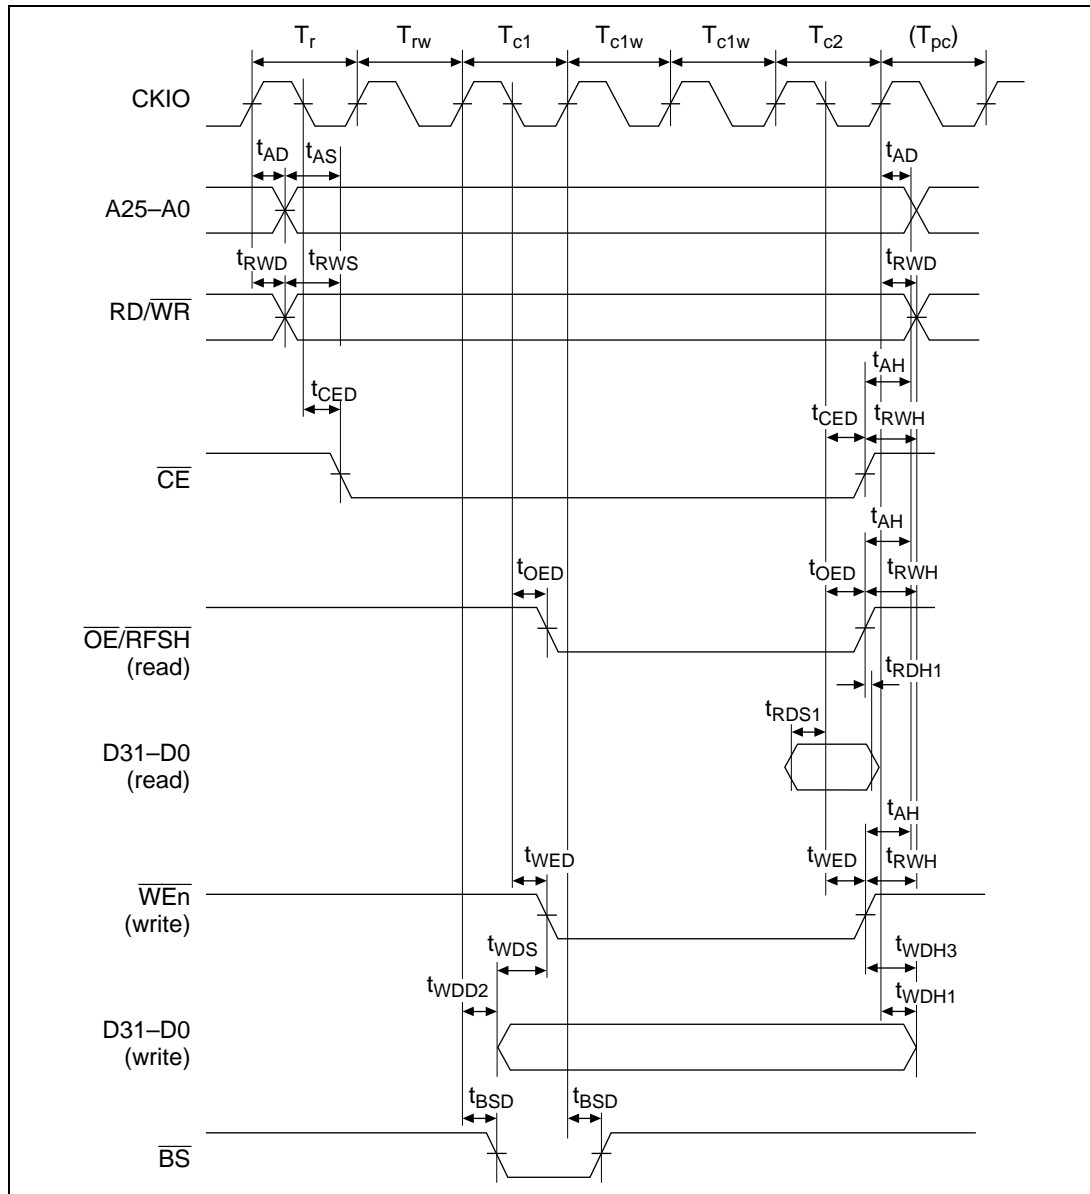 Tr Trw Tc1 Tc1w Tc1w Tc2 (Tpc)
CKIO
tAD tAS tAD
A25–A0
tRWD tRWS tRWD
RD/WR
tAH
tCED tCED tRWH
CE
tAH
tOED tOED tRWH
OE/RFSH
(read)
tRDH1
tRDS1
D31–D0
(read)
tAH
tWED tWED tRWH
WEn
(write)
tWDS tWDH3
tWDD2 tWDH1
D31–D0
(write)
tBSD tBSD
BS